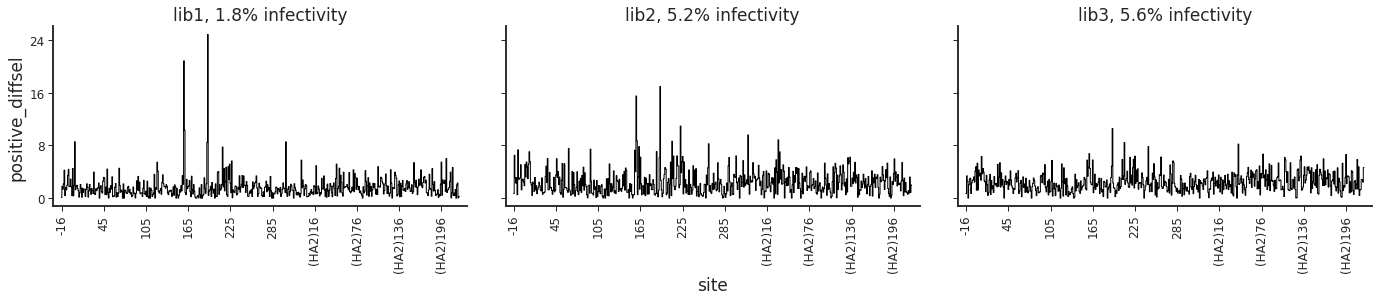 lib1, 1.8% infectivity
lib2, 5.2% infectivity
lib3, 5.6% infectivity
positive_diffsel
24
16
8
0
-16
45
105
165
225
285
(HA2)16
(HA2)76
(HA2)136
(HA2)196
-16
45
105
165
225
285
(HA2)16
(HA2)76
(HA2)136
(HA2)196
-16
45
105
165
225
285
(HA2)16
(HA2)76
(HA2)136
(HA2)196
site